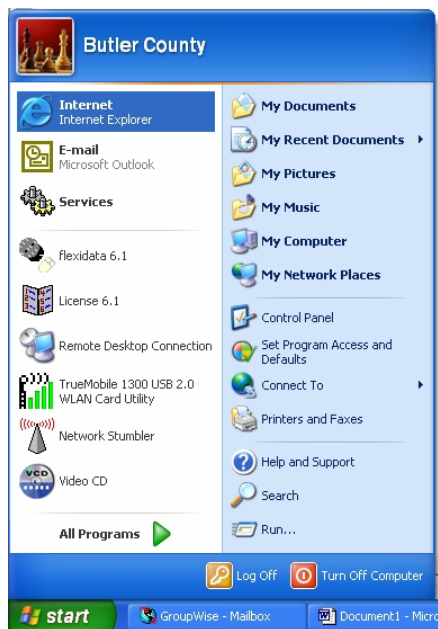 Butler County
Internet
Internet Explorer
E-mail
Microsoft Outlook
Services
flexidata 6.1
License 6.1
Remote Desktop Connection
TrueMobile 1300 USB 2.0
WLAN Card Utility
Network Stumbler
VCD
Video CD
All Programs
My Documents
My Recent Documents
My Pictures
My Music
My Computer
My Network Places
Control Panel
Set Program Access and
Defaults
Connect To
Printers and Faxes
Help and Support
Search
Run...
Log Off
Turn Off Computer
start
GroupWise - Mailbox
Document1 - Micro